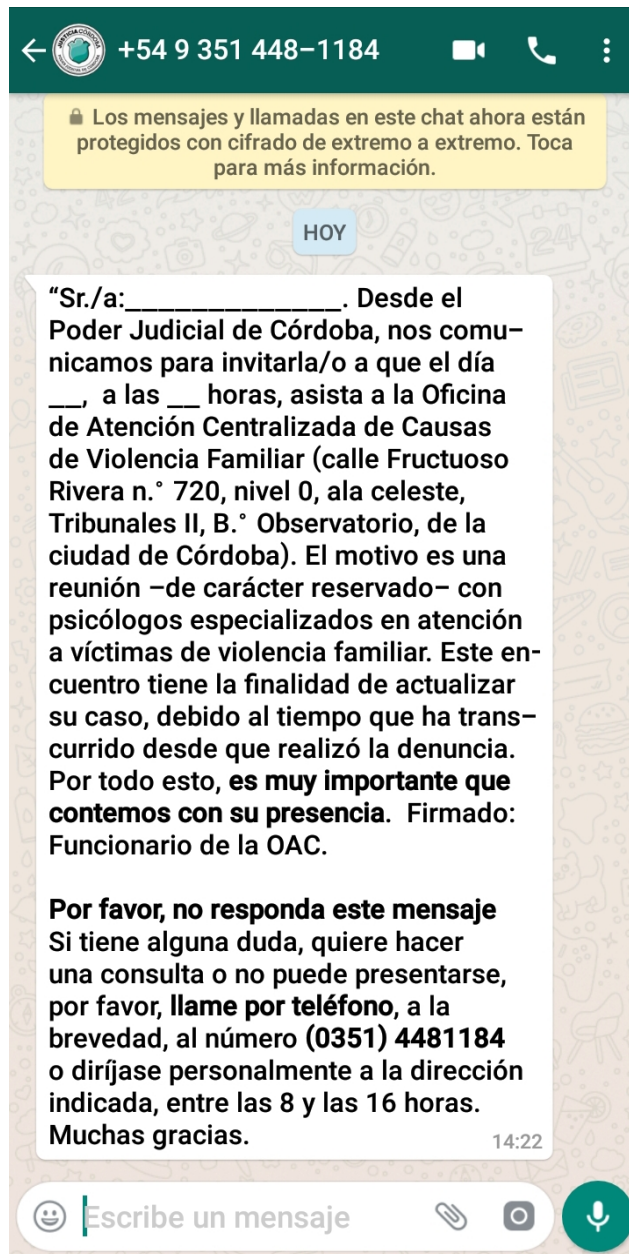 +54 9 351 448-1184
Los mensajes y llamadas en este chat ahora están
protegidos con cifrado de extremo a extremo. Toca
para más información.
HOY
“Sr./a:______________. Desde el
Poder Judicial de Córdoba, nos comu-
nicamos para invitarla/o a que el día
__, a las __ horas, asista a la Oficina
de Atención Centralizada de Causas
de Violencia Familiar (calle Fructuoso
Rivera n.° 720, nivel 0, ala celeste,
Tribunales II, B.° Observatorio, de la
ciudad de Córdoba). El motivo es una
reunión -de carácter reservado- con
psicólogos especializados en atención
a víctimas de violencia familiar. Este en-
cuentro tiene la finalidad de actualizar
su caso, debido al tiempo que ha trans-
currido desde que realizó la denuncia.
Por todo esto, es muy importante que
contemos con su presencia. Firmado:
Funcionario de la OAC.
Por favor, no responda este mensaje
Si tiene alguna duda, quiere hacer
una consulta o no puede presentarse,
por favor, llame por teléfono, a la
brevedad, al número (0351) 4481184
o diríjase personalmente a la dirección
indicada, entre las 8 y las 16 horas.
Muchas gracias.
14:22
Escribe un mensaje